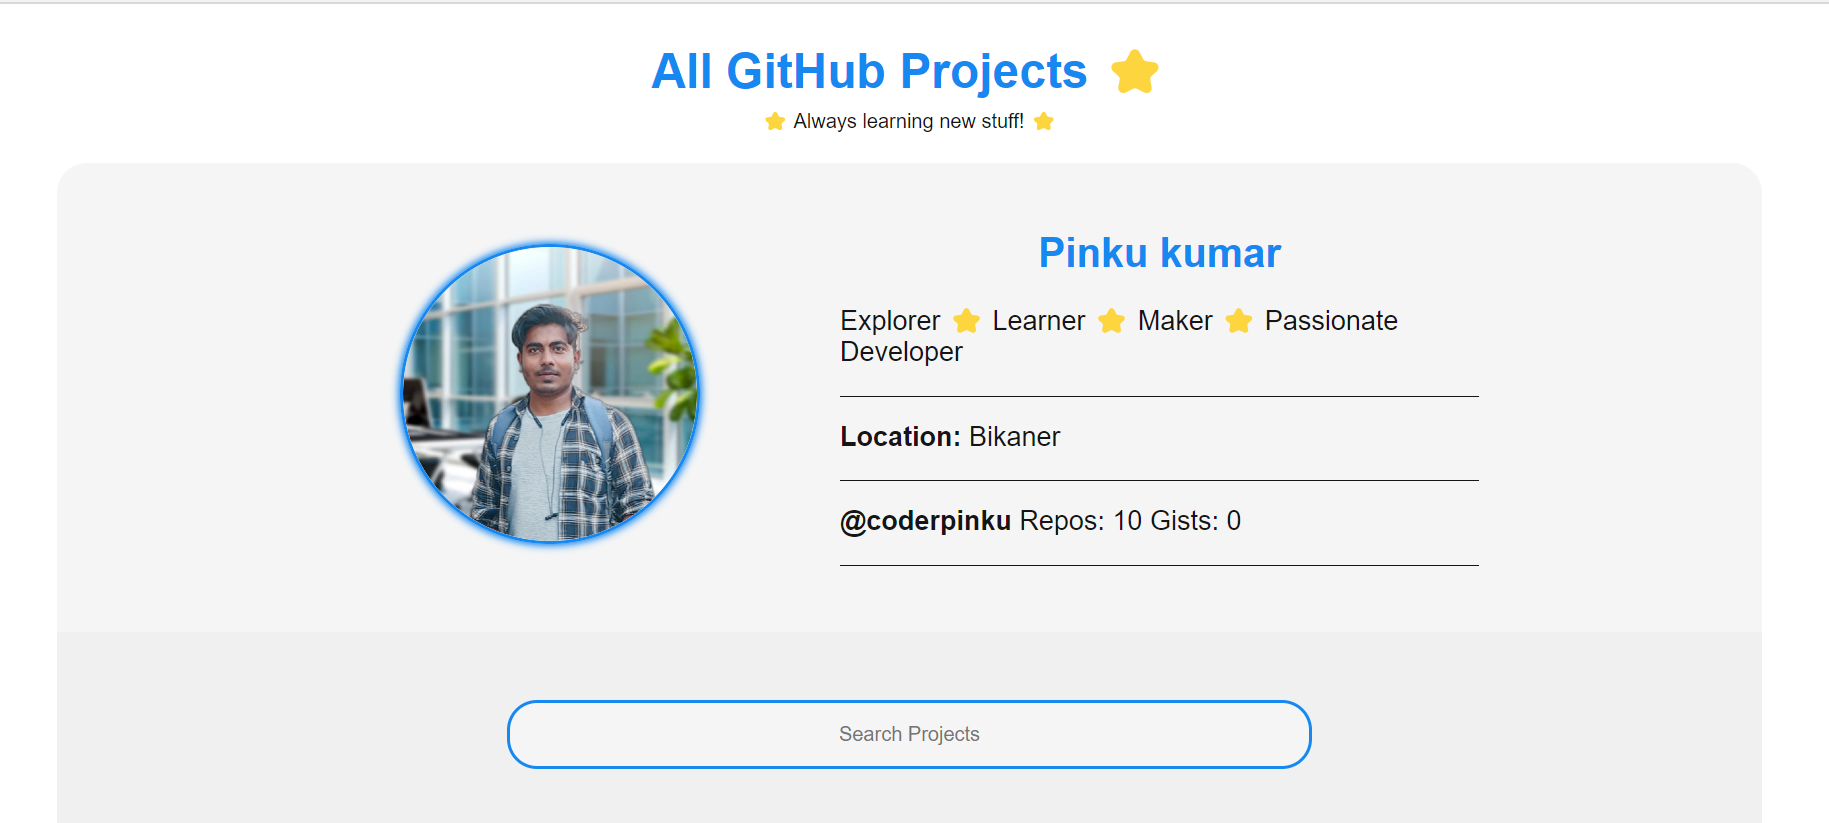 All GitHub Projects
Always learning new stuff!
Pinku kumar
Explorer Learner Maker Passionate
Developer
Location: Bikaner
@coderpinku Repos: 10 Gists: 0
Search Projects